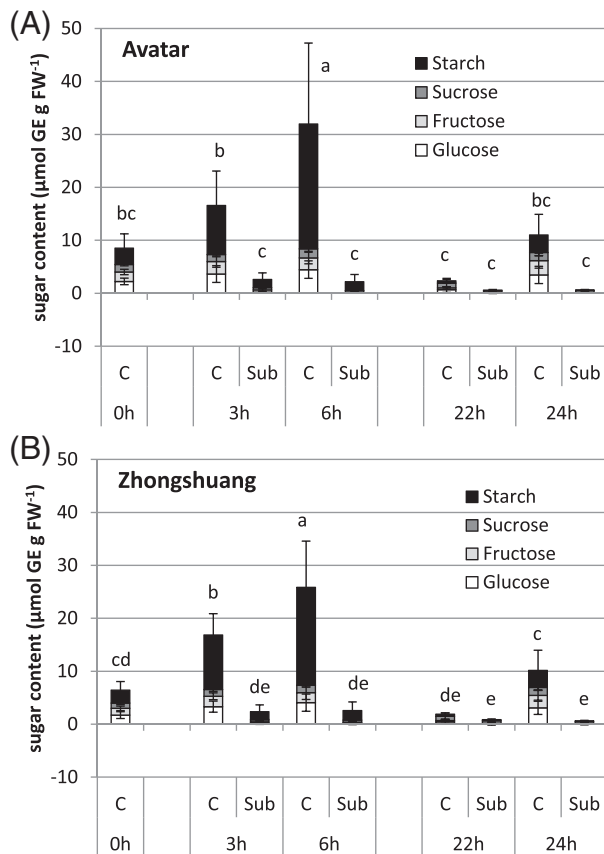 (A)
50
Avatar
Starch
Sucrose
Fructose
Glucose
40
30
20
10
0
-10
sugar content (μmol GE g FW⁻¹)
bc
b
c
a
c
c
c
bc
c
C
C
Sub
C
Sub
C
Sub
C
Sub
0h
3h
6h
22h
24h
(B)
50
Zhongshuang
Starch
Sucrose
Fructose
Glucose
40
30
20
10
0
-10
sugar content (μmol GE g FW⁻¹)
cd
b
de
a
de
de
e
c
e
C
C
Sub
C
Sub
C
Sub
C
Sub
0h
3h
6h
22h
24h